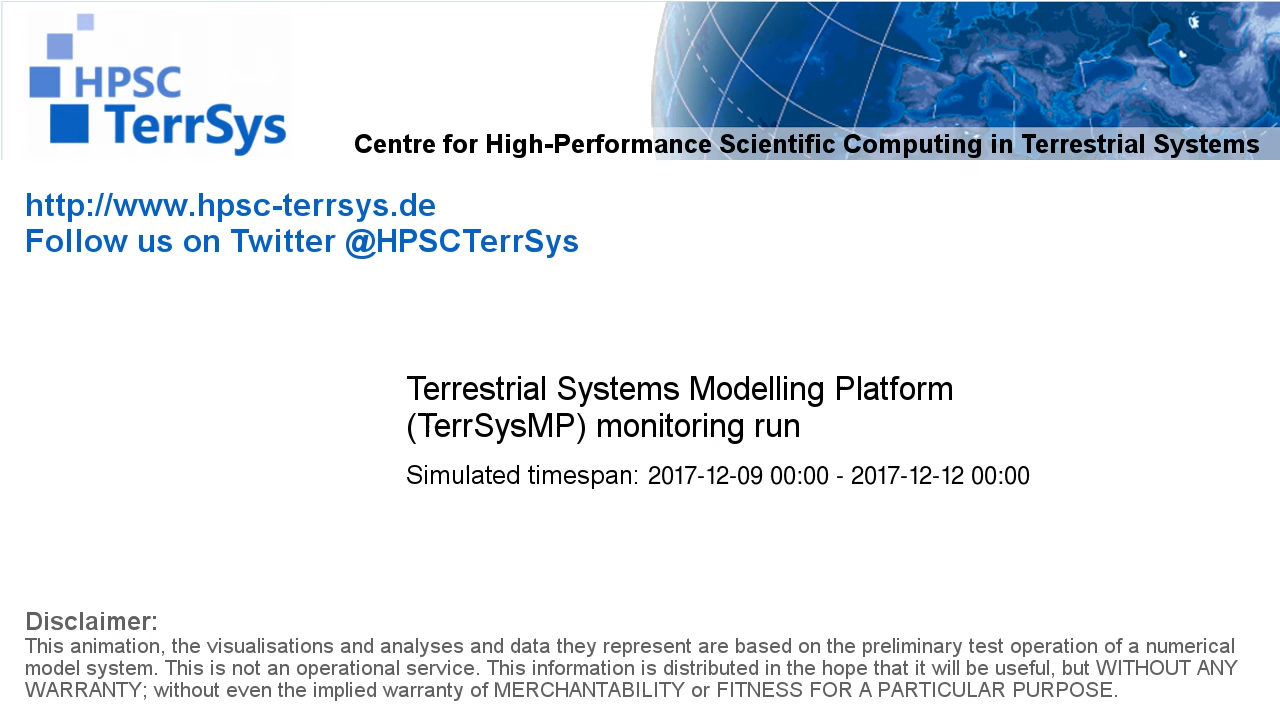 HPSC
TerrSys
Centre for High-Performance Scientific Computing in Terrestrial Systems
http://www.hpsc-terrsys.de
Follow us on Twitter @HPSCTerrSys
Terrestrial Systems Modelling Platform
(TerrSysMP) monitoring run
Simulated timespan: 2017-12-09 00:00 - 2017-12-12 00:00
Disclaimer:
This animation, the visualisations and analyses and data they represent are based on the preliminary test operation of a numerical
model system. This is not an operational service. This information is distributed in the hope that it will be useful, but WITHOUT ANY
WARRANTY; without even the implied warranty of MERCHANTABILITY or FITNESS FOR A PARTICULAR PURPOSE.